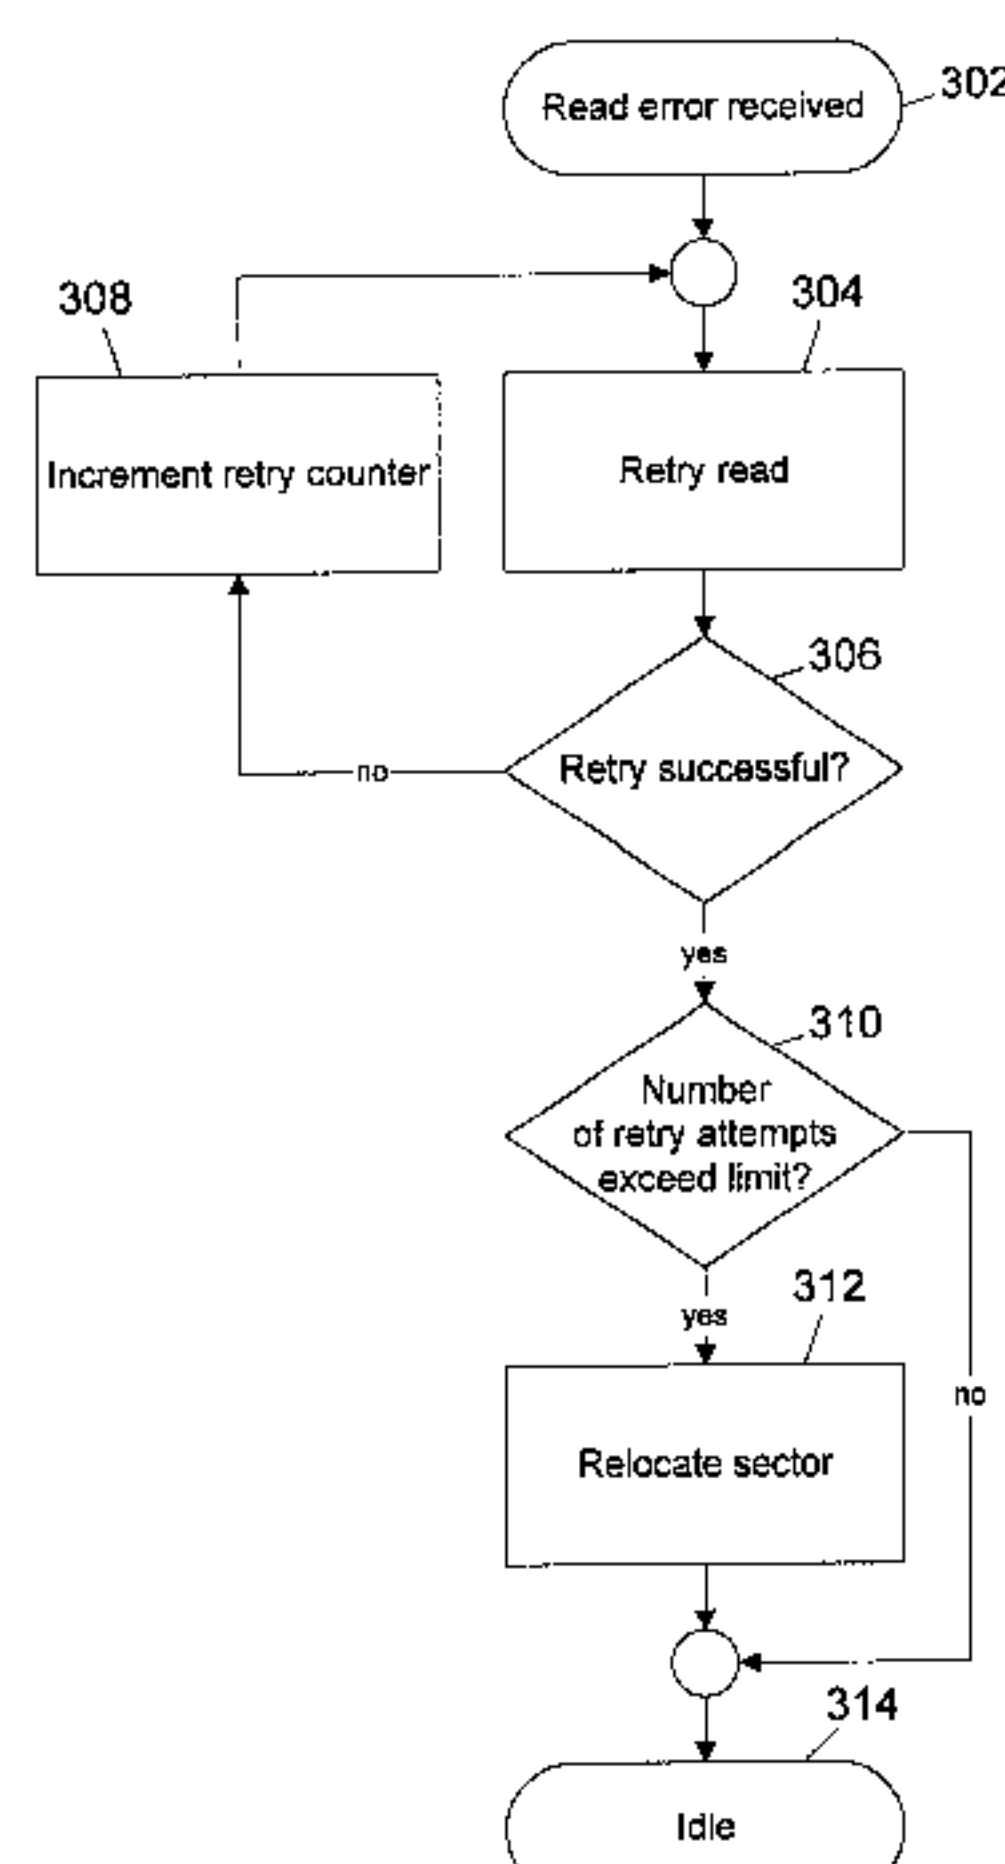 Read error received
302
308
304
Increment retry counter
Retry read
306
Retry successful?
no
yes
310
Number
of retry attempts
exceed limit?
yes
312
no
Relocate sector
314
Idle